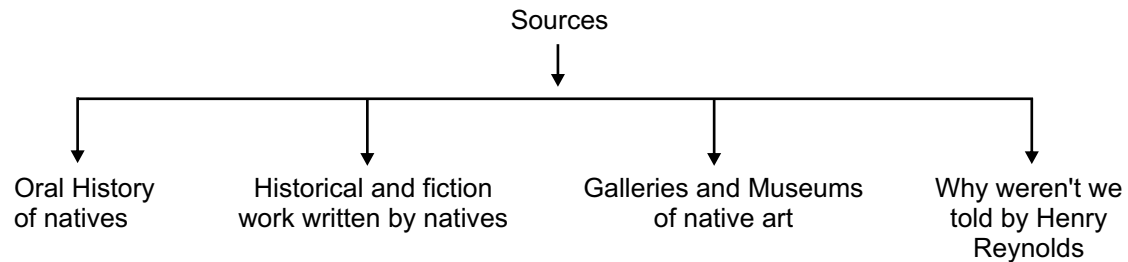 Sources
Oral History
of natives
Historical and fiction
work written by natives
Galleries and Museums
of native art
Why weren't we
told by Henry
Reynolds